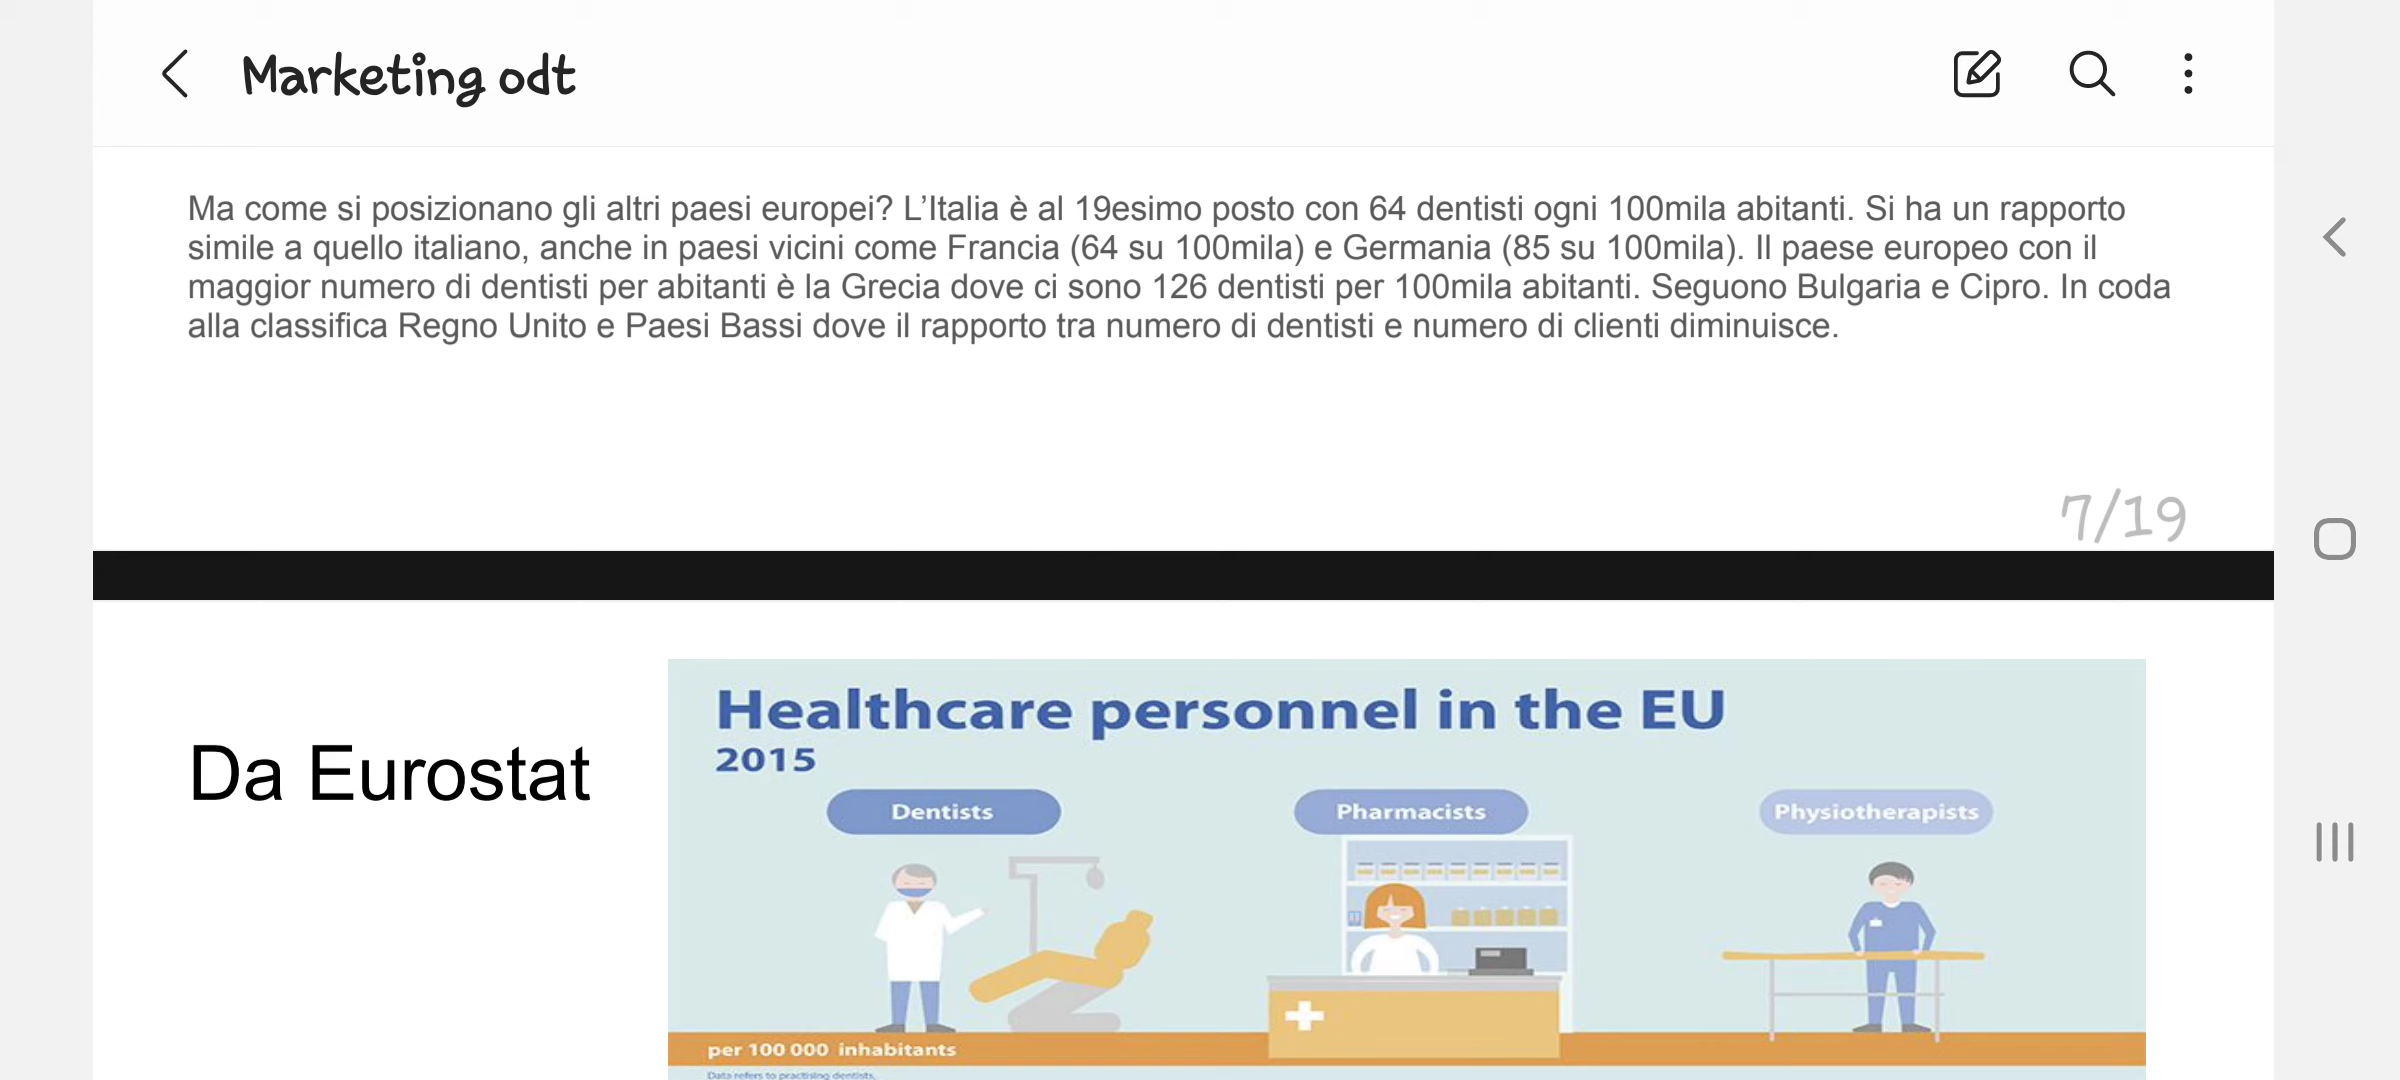 Marketing odt
Ma come si posizionano gli altri paesi europei? L’Italia è al 19esimo posto con 64 dentisti ogni 100mila abitanti. Si ha un rapporto
simile a quello italiano, anche in paesi vicini come Francia (64 su 100mila) e Germania (85 su 100mila). Il paese europeo con il
maggior numero di dentisti per abitanti è la Grecia dove ci sono 126 dentisti per 100mila abitanti. Seguono Bulgaria e Cipro. In coda
alla classifica Regno Unito e Paesi Bassi dove il rapporto tra numero di dentisti e numero di clienti diminuisce.
7/19
Da Eurostat
Healthcare personnel in the EU
2015
Dentists
Pharmacists
Physiotherapists
per 100 000 inhabitants
Data refers to practising dentists,